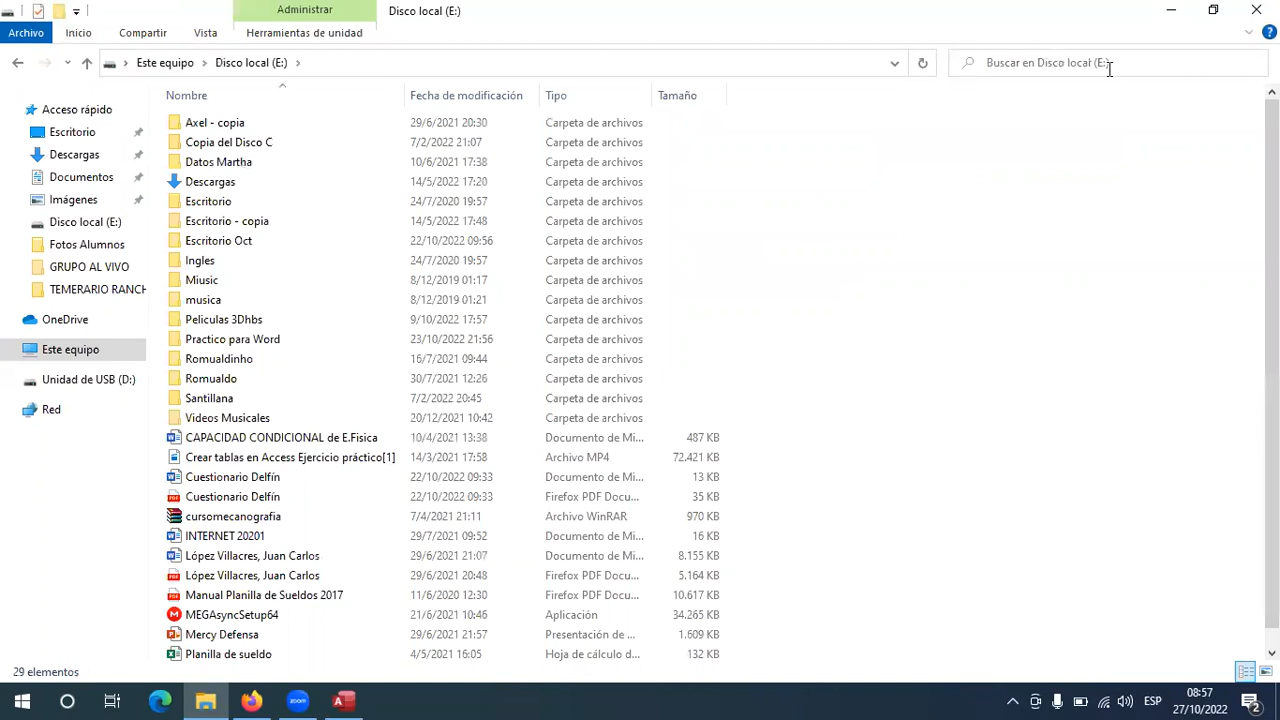 Administrar
Disco local (E:)
Archivo
Inicio
Compartir
Vista
Herramientas de unidad
Este equipo
Disco local (E:)
Buscar en Disco local (E:)
Nombre
Fecha de modificación
Tipo
Tamaño
Acceso rápido
Escritorio
Descargas
Documentos
Imágenes
Disco local (E:)
Fotos Alumnos
GRUPO AL VIVO
TEMERARIO RANCH
OneDrive
Este equipo
Unidad de USB (D:)
Red
Axel - copia 29/6/2021 20:30 Carpeta de archivos
Copia del Disco C 7/2/2022 21:07 Carpeta de archivos
Datos Martha 10/6/2021 17:38 Carpeta de archivos
Descargas 14/5/2022 17:20 Carpeta de archivos
Escritorio 24/7/2020 19:57 Carpeta de archivos
Escritorio - copia 14/5/2022 17:48 Carpeta de archivos
Escritorio Oct 22/10/2022 09:56 Carpeta de archivos
Ingles 24/7/2020 19:57 Carpeta de archivos
Miusic 8/12/2019 01:17 Carpeta de archivos
musica 8/12/2019 01:21 Carpeta de archivos
Peliculas 3Dhbs 9/10/2022 17:57 Carpeta de archivos
Practico para Word 23/10/2022 21:56 Carpeta de archivos
Romualdinho 16/7/2021 09:44 Carpeta de archivos
Romualdo 30/7/2021 12:26 Carpeta de archivos
Santillana 7/2/2022 20:45 Carpeta de archivos
Videos Musicales 20/12/2021 10:42 Carpeta de archivos
CAPACIDAD CONDICIONAL de E.Fisica 10/4/2021 13:38 Documento de Mi... 487 KB
Crear tablas en Access Ejercicio práctico[1] 14/3/2021 17:58 Archivo MP4 72.421 KB
Cuestionario Delfín 22/10/2022 09:33 Documento de Mi... 13 KB
Cuestionario Delfín 22/10/2022 09:33 Firefox PDF Docu... 35 KB
cursomecanografia 7/4/2021 21:11 Archivo WinRAR 970 KB
INTERNET 20201 29/7/2021 09:52 Documento de Mi... 16 KB
López Villacres, Juan Carlos 29/6/2021 21:07 Documento de Mi... 8.155 KB
López Villacres, Juan Carlos 29/6/2021 20:48 Firefox PDF Docu... 5.164 KB
Manual Planilla de Sueldos 2017 11/6/2020 12:30 Firefox PDF Docu... 10.617 KB
MEGAsyncSetup64 21/6/2021 10:46 Aplicación 34.265 KB
Mercy Defensa 29/6/2021 21:57 Presentación de ... 1.609 KB
Planilla de sueldo 4/5/2021 16:05 Hoja de cálculo d... 132 KB
29 elementos
zoom
ESP
08:57
27/10/2022
2